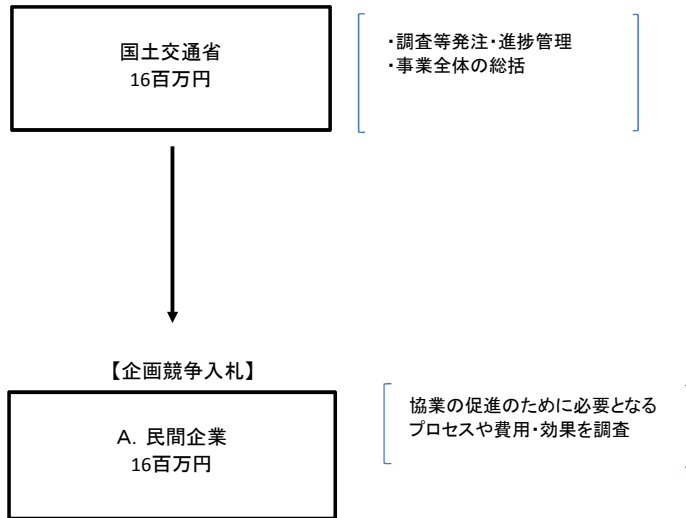 国土交通省
16百万円
・調査等発注・進捗管理
・事業全体の総括
【企画競争入札】
A. 民間企業
16百万円
協業の促進のために必要となる
プロセスや費用・効果を調査